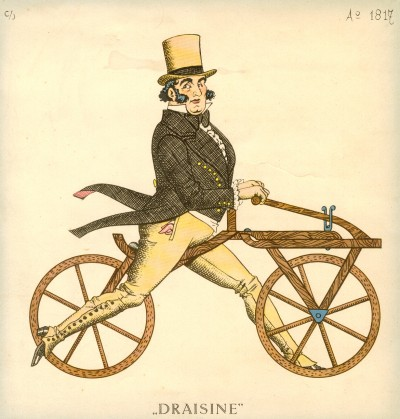 c/s
Aº 1817
„DRAISINE”